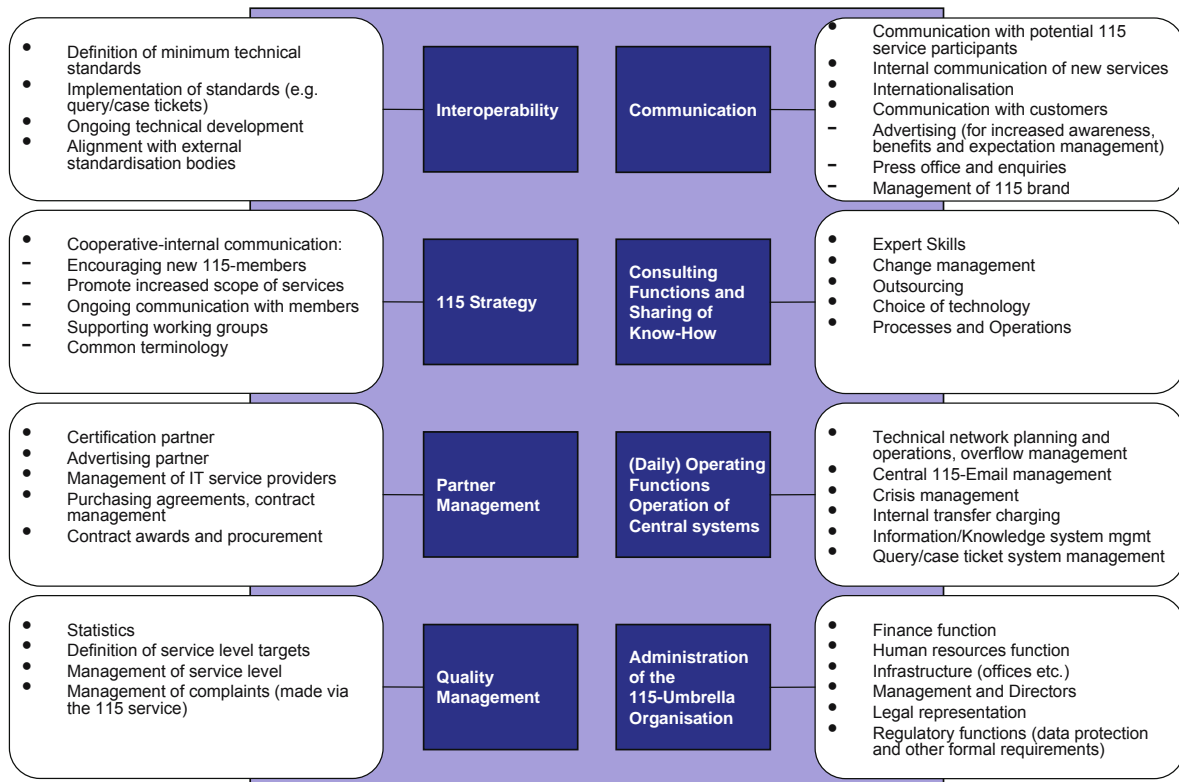 • Definition of minimum technical
standards
• Implementation of standards (e.g.
query/case tickets)
• Ongoing technical development
• Alignment with external
standardisation bodies
Interoperability
Communication
• Communication with potential 115
service participants
• Internal communication of new services
• Internationalisation
• Communication with customers
– Advertising (for increased awareness,
benefits and expectation management)
– Press office and enquiries
– Management of 115 brand
• Cooperative-internal communication:
– Encouraging new 115-members
– Promote increased scope of services
• Ongoing communication with members
– Supporting working groups
– Common terminology
115 Strategy
Consulting
Functions and
Sharing of
Know-How
• Expert Skills
• Change management
• Outsourcing
• Choice of technology
• Processes and Operations
• Certification partner
• Advertising partner
• Management of IT service providers
• Purchasing agreements, contract
management
• Contract awards and procurement
Partner
Management
(Daily) Operating
Functions
Operation of
Central systems
• Technical network planning and
operations, overflow management
• Central 115-Email management
• Crisis management
• Internal transfer charging
• Information/Knowledge system mgmt
• Query/case ticket system management
• Statistics
• Definition of service level targets
• Management of service level
• Management of complaints (made via
the 115 service)
Quality
Management
Administration
of the
115-Umbrella
Organisation
• Finance function
• Human resources function
• Infrastructure (offices etc.)
• Management and Directors
• Legal representation
• Regulatory functions (data protection
and other formal requirements)